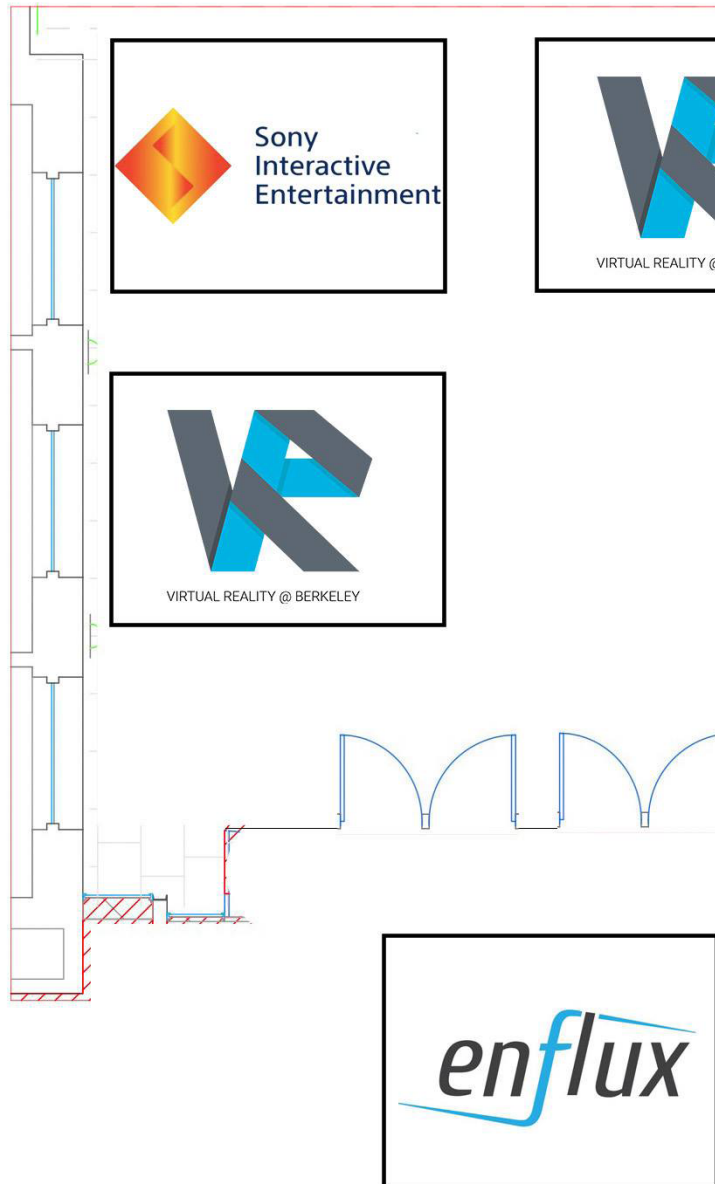 Sony
Interactive
Entertainment
VIRTUAL REALITY @
VIRTUAL REALITY @ BERKELEY
enflux